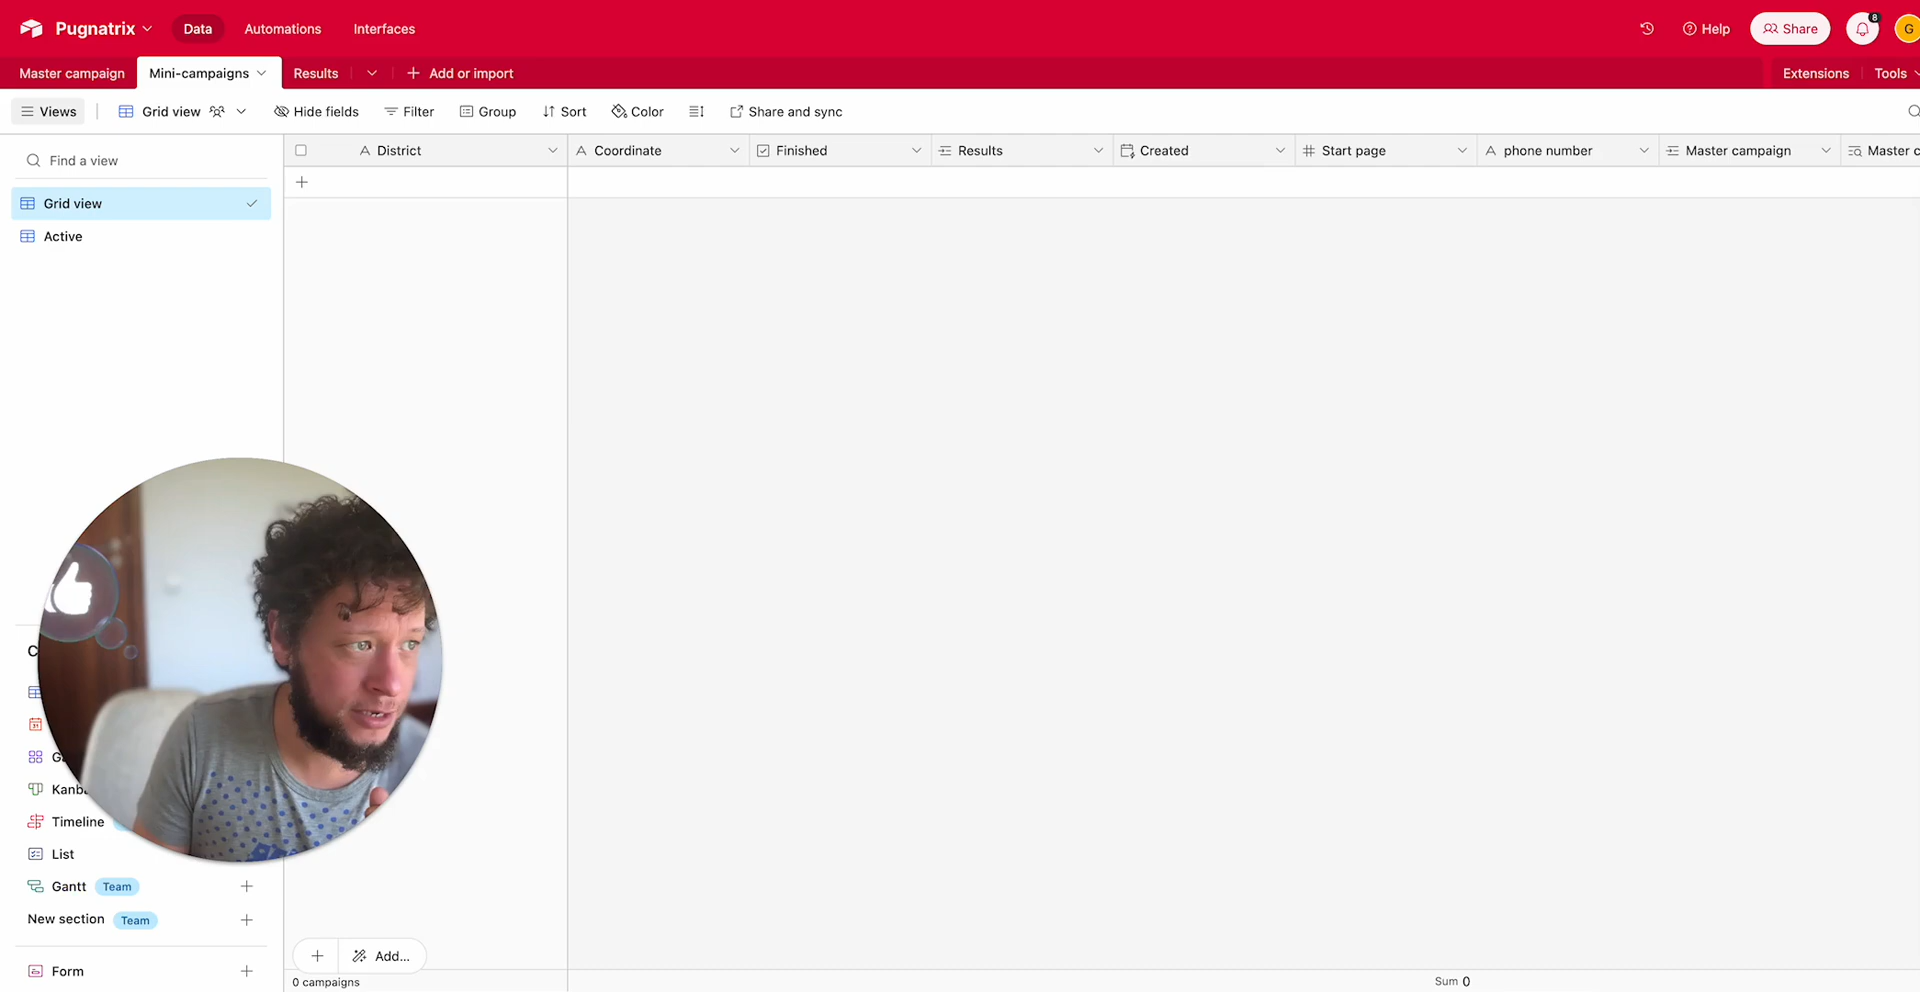 Pugnatrix Data Automations Interfaces Help Share 8 G
Master campaign Mini-campaigns Results Add or import Extensions Tools
Views Grid view Hide fields Filter Group Sort Color Share and sync
Find a view
Grid view
Active
District Coordinate Finished Results Created Start page phone number Master campaign Master c
Kanb
Timeline
List
Gantt Team
New section Team
Form
Add...
0 campaigns Sum 0